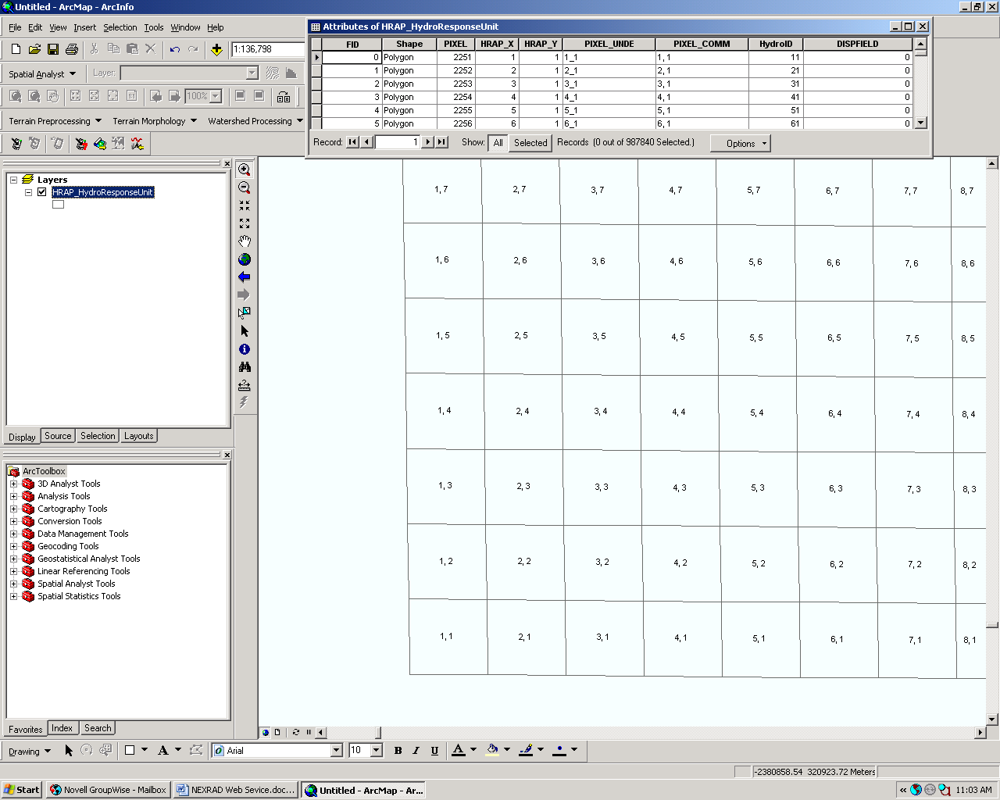 Untitled - ArcMap - ArcInfo
File Edit View Insert Selection Tools Window Help
1:136,798
Spatial Analyst Layer:
100%
1:1
Terrain Preprocessing Terrain Morphology Watershed Processing
Attributes of HRAP_HydroResponseUnit
FID Shape PIXEL HRAP_X HRAP_Y PIXEL_UNDE PIXEL_COMM HydroID DISPFIELD
0 Polygon 2251 1 1 1_1 1, 1 11 0
1 Polygon 2252 2 1 2_1 2, 1 21 0
2 Polygon 2253 3 1 3_1 3, 1 31 0
3 Polygon 2254 4 1 4_1 4, 1 41 0
4 Polygon 2255 5 1 5_1 5, 1 51 0
5 Polygon 2256 6 1 6_1 6, 1 61 0
Record: 1 Show: All Selected Records (0 out of 987840 Selected.) Options
Layers
HRAP_HydroResponseUnit
Display Source Selection Layouts
ArcToolbox
3D Analyst Tools
Analysis Tools
Cartography Tools
Conversion Tools
Data Management Tools
Geocoding Tools
Geostatistical Analyst Tools
Linear Referencing Tools
Spatial Analyst Tools
Spatial Statistics Tools
Favorites Index Search
1, 7 2, 7 3, 7 4, 7 5, 7 6, 7 7, 7 8, 7
1, 6 2, 6 3, 6 4, 6 5, 6 6, 6 7, 6 8, 6
1, 5 2, 5 3, 5 4, 5 5, 5 6, 5 7, 5 8, 5
1, 4 2, 4 3, 4 4, 4 5, 4 6, 4 7, 4 8, 4
1, 3 2, 3 3, 3 4, 3 5, 3 6, 3 7, 3 8, 3
1, 2 2, 2 3, 2 4, 2 5, 2 6, 2 7, 2 8, 2
1, 1 2, 1 3, 1 4, 1 5, 1 6, 1 7, 1 8, 1
Drawing A Arial 10 B I U A
-2380858.54 320923.72 Meters
Start Novell GroupWise - Mailbox NEXRAD Web Sevice.doc... Untitled - ArcMap - Ar... 11:03 AM